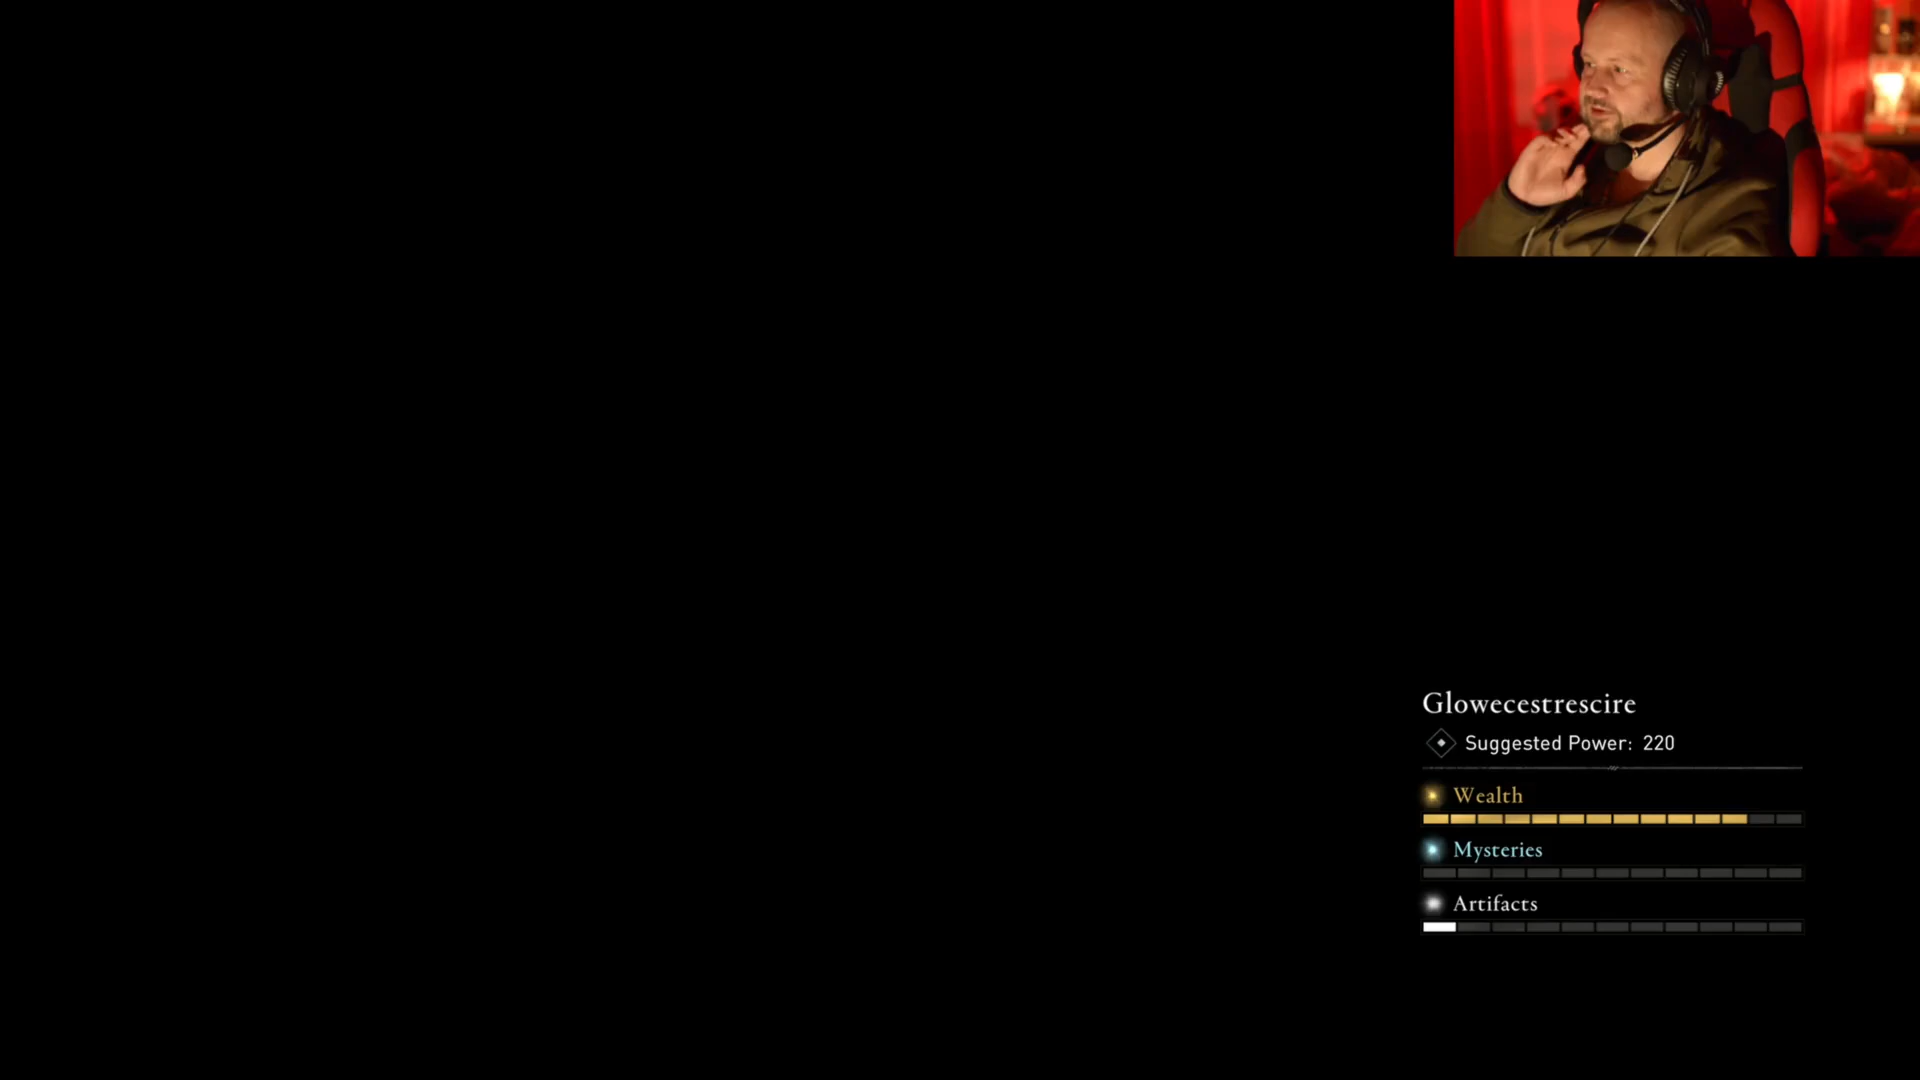 Glowecestrescire
Suggested Power: 220
Wealth
Mysteries
Artifacts